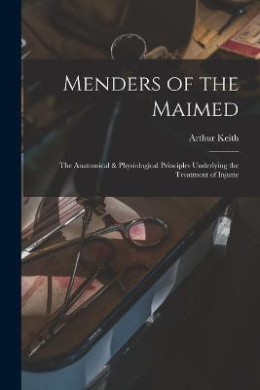 Menders of the
Maimed
Arthur Keith
The Anatomical & Physiological Principles Underlying the
Treatment of Injurie